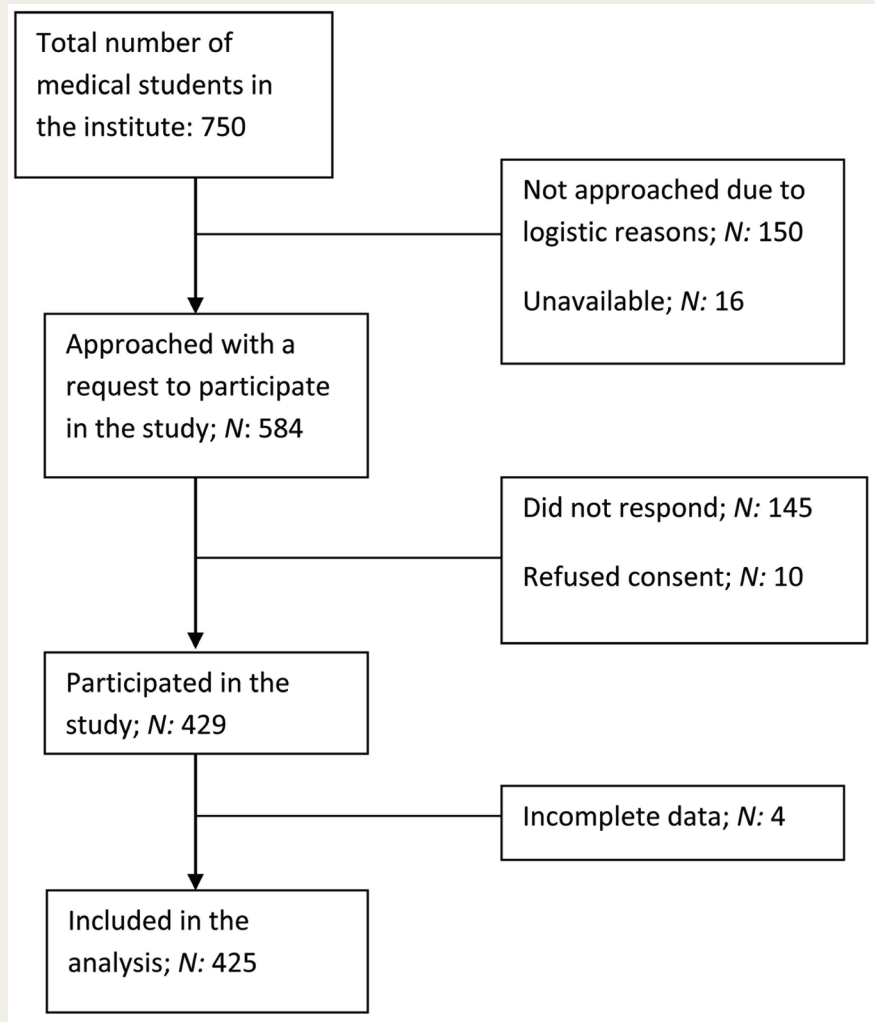 Total number of
medical students in
the institute: 750
Not approached due to
logistic reasons; N: 150
Unavailable; N: 16
Approached with a
request to participate
in the study; N: 584
Did not respond; N: 145
Refused consent; N: 10
Participated in the
study; N: 429
Incomplete data; N: 4
Included in the
analysis; N: 425